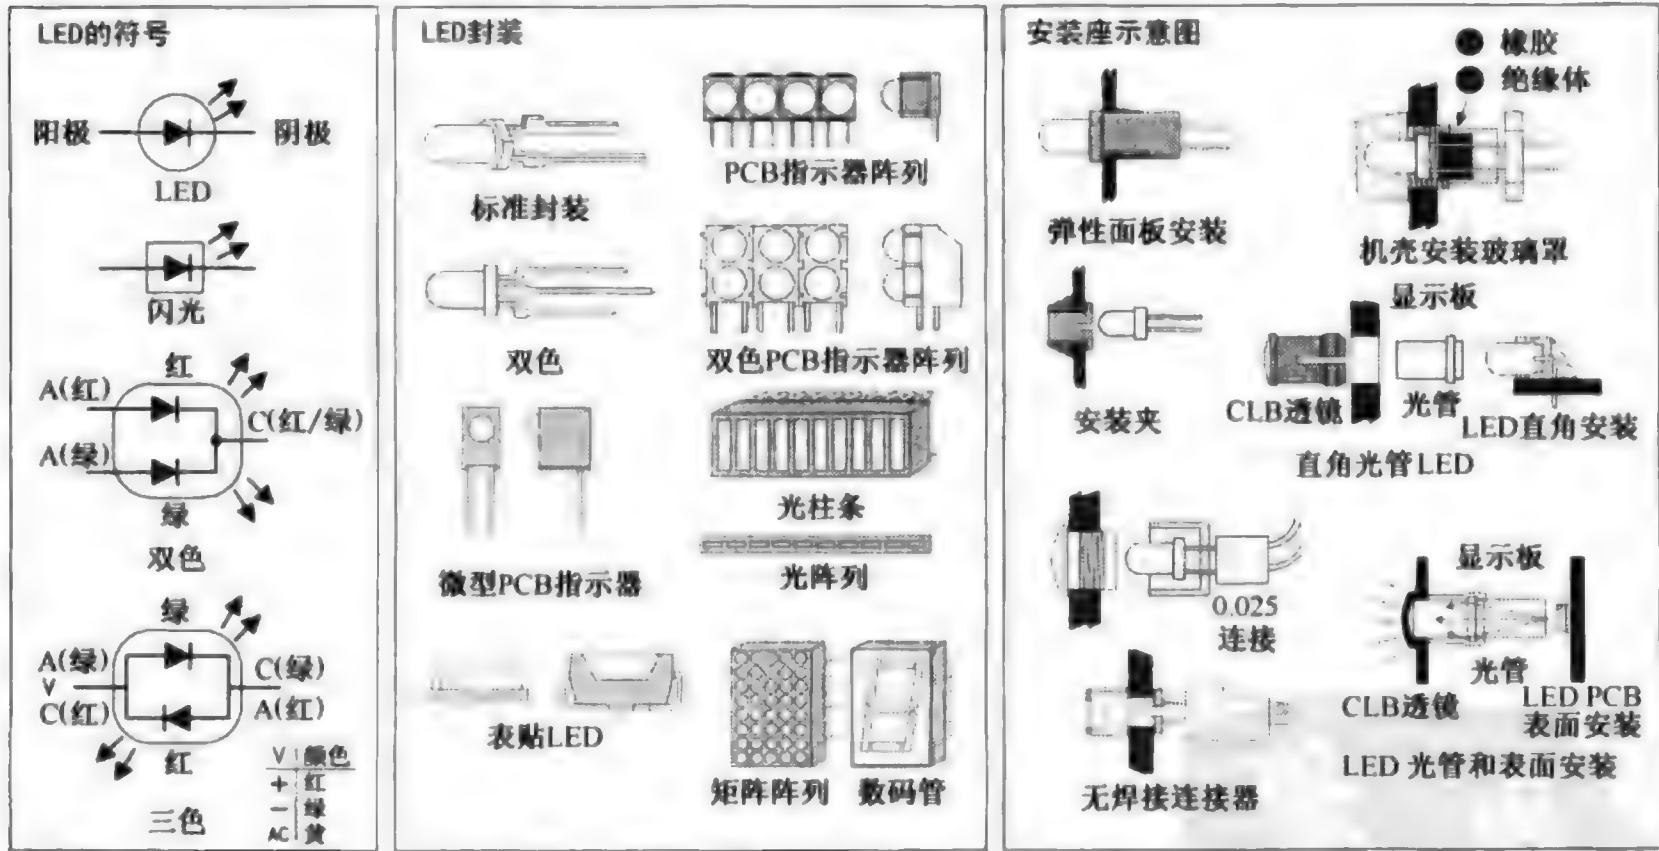 LED的符号
阳极
阴极
LED
闪光
红
A(红)
C(红/绿)
A(绿)
绿
双色
绿
A(绿)
C(绿)
V
C(红)
A(红)
红
V 颜色
+ 红
三色
- 绿
AC 黄
LED封装
标准封装
PCB指示器阵列
双色
双色PCB指示器阵列
光柱条
微型PCB指示器
光阵列
表贴LED
矩阵阵列
数码管
安装座示意图
橡胶
绝缘体
弹性面板安装
机壳安装玻璃罩
显示板
安装夹
CLB透镜
光管
LED直角安装
直角光管LED
0.025
连接
显示板
光管
CLB透镜
LED PCB
表面安装
无焊接连接器
LED 光管和表面安装